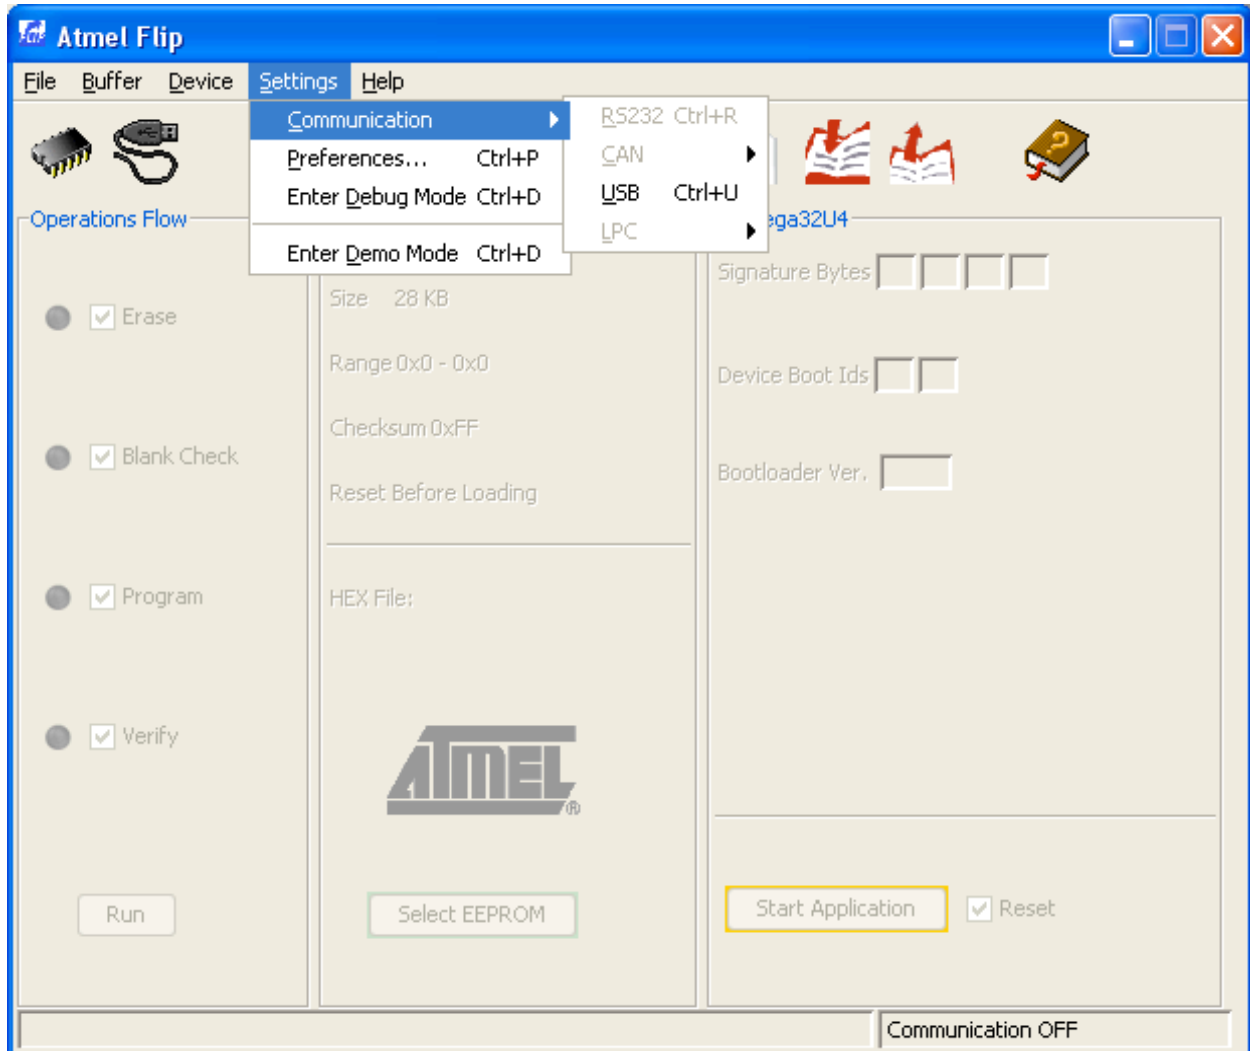 Atmel Flip
File Buffer Device Settings Help
Communication
Preferences... Ctrl+P
Enter Debug Mode Ctrl+D
Enter Demo Mode Ctrl+D
RS232 Ctrl+R
CAN
USB Ctrl+U
LPC
Operations Flow
Erase
Blank Check
Program
Verify
Run
Size 28 KB
Range 0x0 - 0x0
Checksum 0xFF
Reset Before Loading
HEX File:
ATMEL®
Select EEPROM
ega32U4
Signature Bytes
Device Boot Ids
Bootloader Ver.
Start Application Reset
Communication OFF